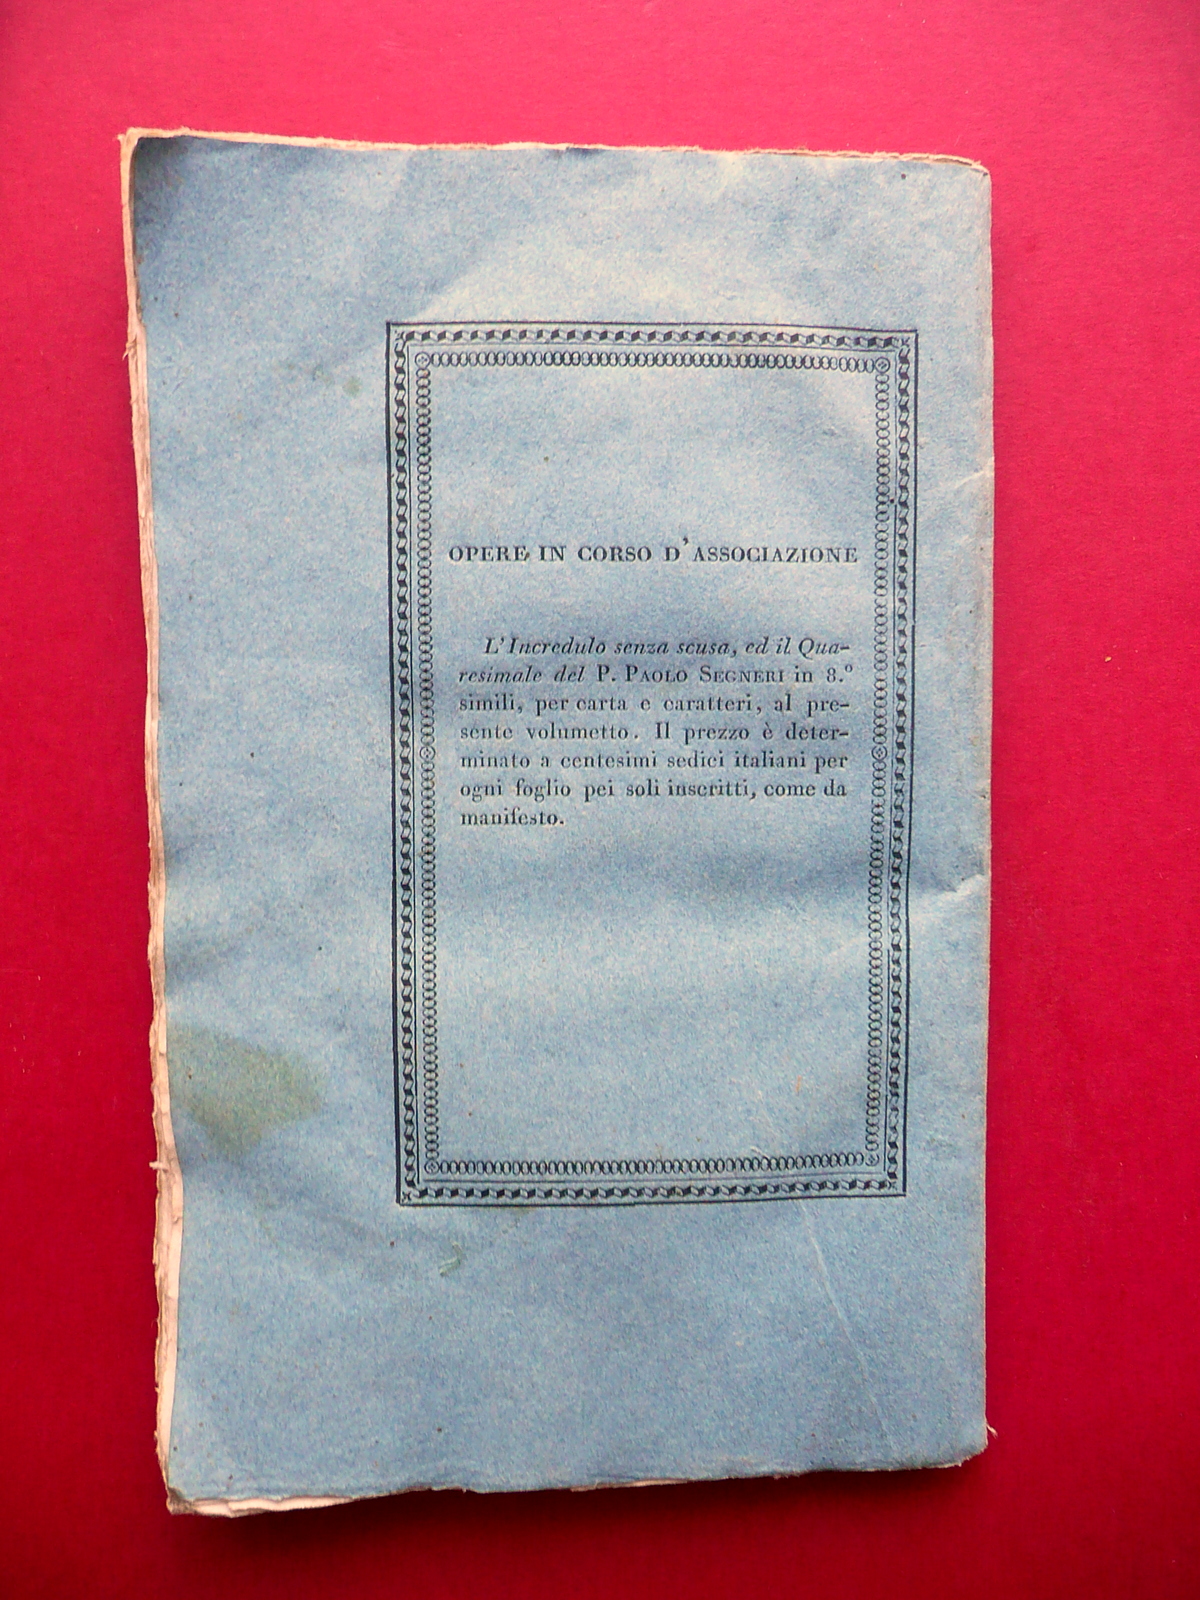 OPERE IN CORSO D'ASSOCIAZIONE
L'Incredulo senza scusa, ed il Qua-
resimale del P. PAOLO SEGNERI in 8.º
simili, per carta e caratteri, al pre-
sente volumetto. Il prezzo è deter-
minato a centesimi sedici italiani per
ogni foglio pei soli inscritti, come da
manifesto.